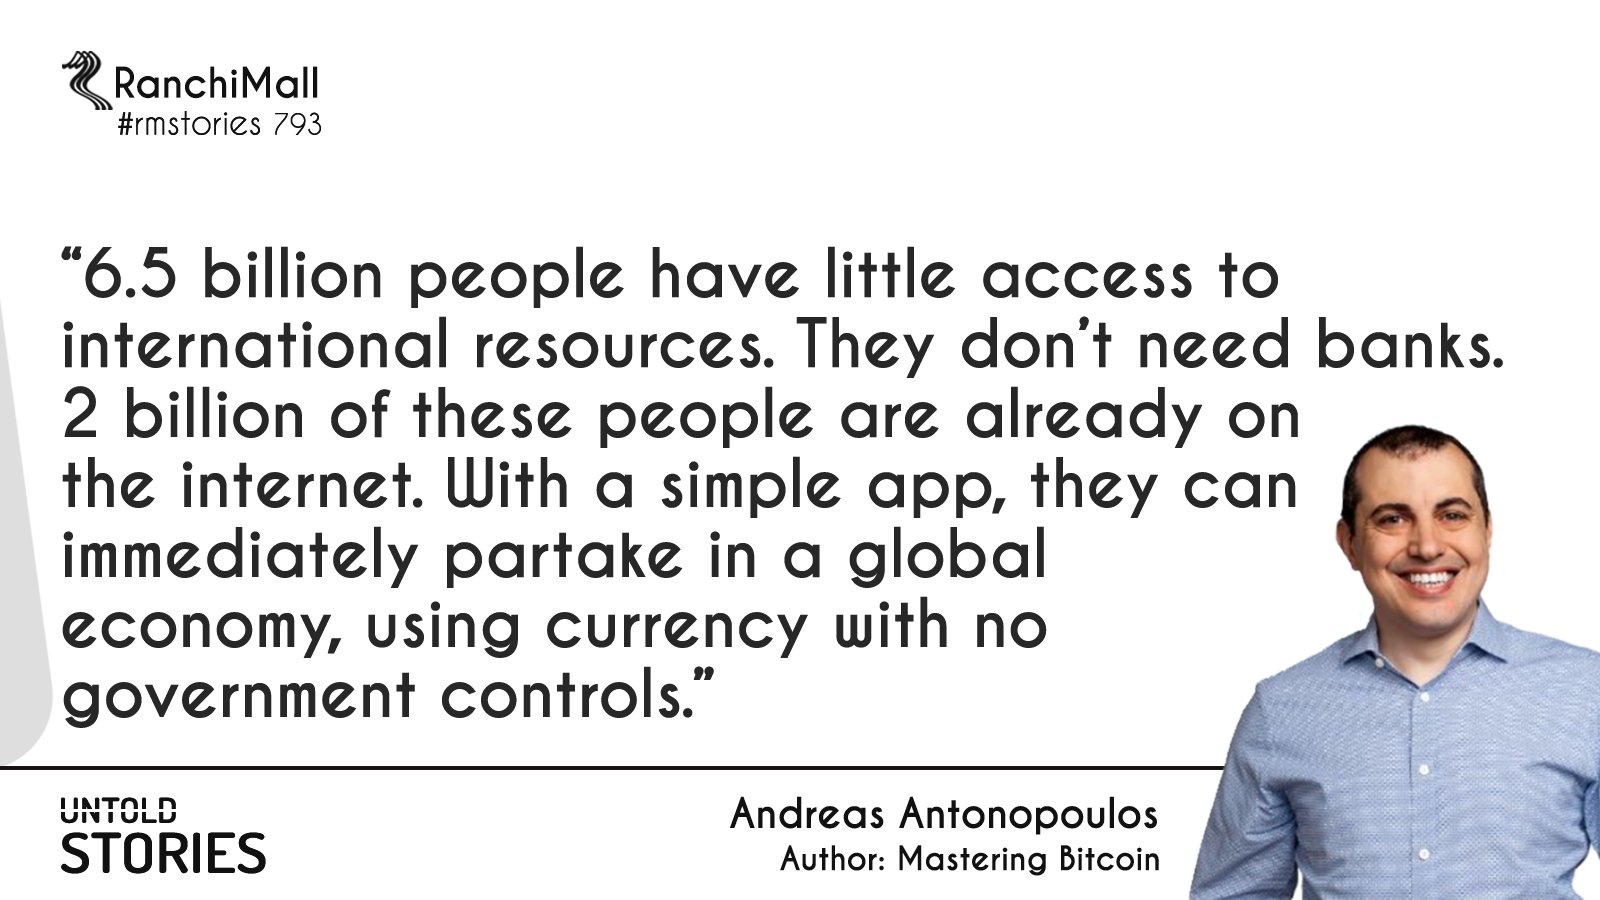 RanchiMall
#rmstories 793
“6.5 billion people have little access to
international resources. They don’t need banks.
2 billion of these people are already on
the internet. With a simple app, they can
immediately partake in a global
economy, using currency with no
government controls.”
UNTOLD
STORIES
Andreas Antonopoulos
Author: Mastering Bitcoin